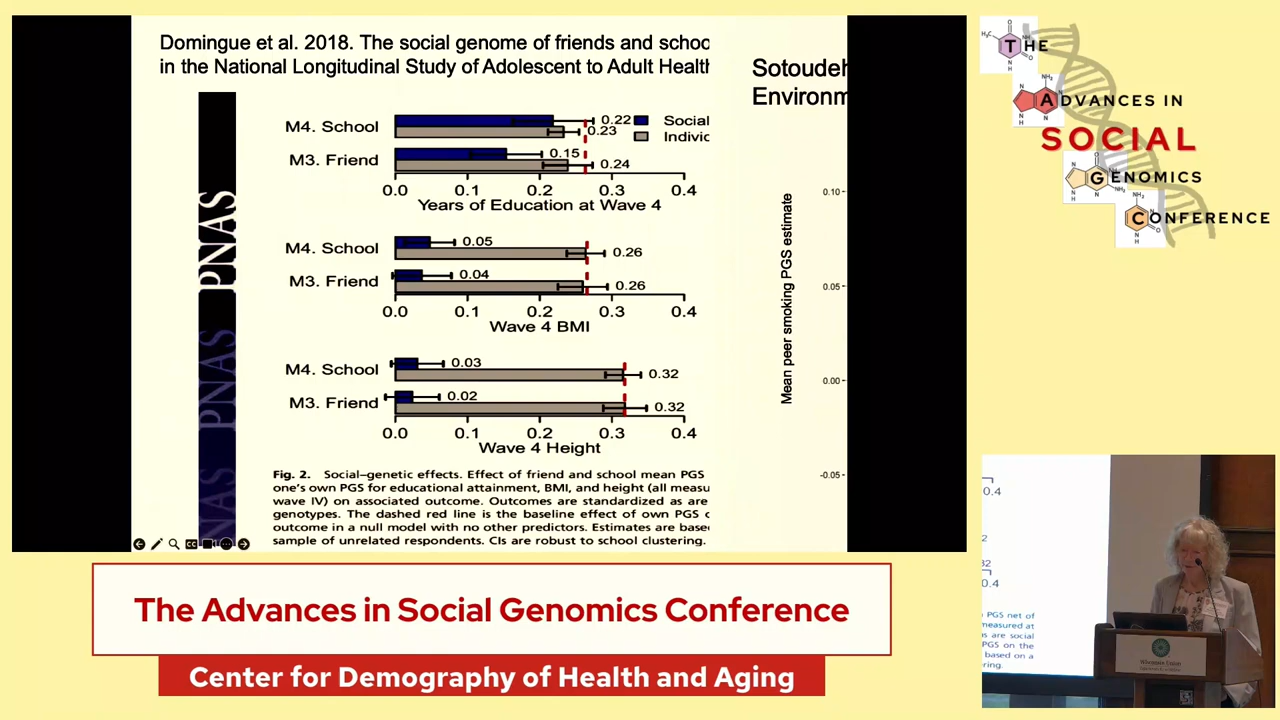 Domingue et al. 2018. The social genome of friends and schoo
in the National Longitudinal Study of Adolescent to Adult Health
Sotoudeh
Environm
PNAS PNAS PNAS
M4. School
0.22
Social
0.23
Indivic
M3. Friend
0.15
0.24
0.0 0.1 0.2 0.3 0.4
Years of Education at Wave 4
M4. School
0.05
0.26
M3. Friend
0.04
0.26
0.0 0.1 0.2 0.3 0.4
Wave 4 BMI
M4. School
0.03
0.32
M3. Friend
0.02
0.32
0.0 0.1 0.2 0.3 0.4
Wave 4 Height
Fig. 2. Social–genetic effects. Effect of friend and school mean PGS
one's own PGS for educational attainment, BMI, and height (all measu
wave IV) on associated outcome. Outcomes are standardized as are
genotypes. The dashed red line is the baseline effect of own PGS o
outcome in a null model with no other predictors. Estimates are base
sample of unrelated respondents. CIs are robust to school clustering.
Mean peer smoking PGS estimate
0.10
0.05
0.00
-0.05
THE
ADVANCES IN
SOCIAL
GENOMICS
CONFERENCE
0.4
2
32
0.4
PGS net of
measured at
s are social
PGS on the
based on a
ring.
Wisconsin Union
The Advances in Social Genomics Conference
Center for Demography of Health and Aging